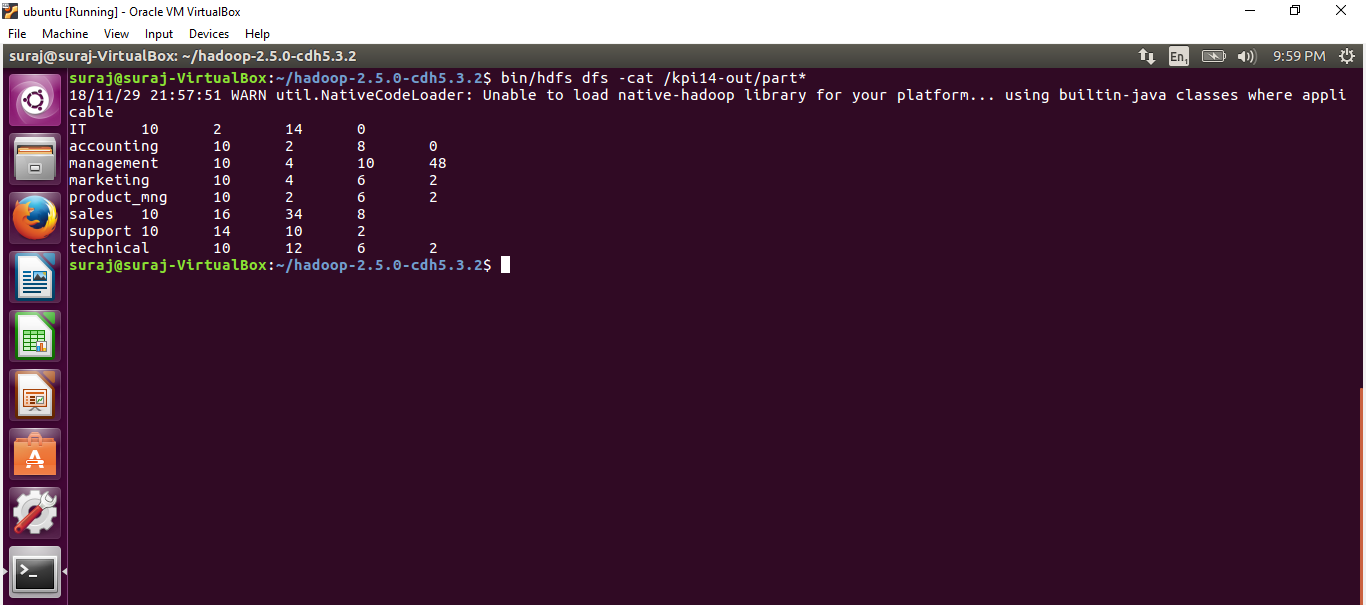 ubuntu [Running] - Oracle VM VirtualBox
File Machine View Input Devices Help
suraj@suraj-VirtualBox: ~/hadoop-2.5.0-cdh5.3.2 En1 9:59 PM
suraj@suraj-VirtualBox:~/hadoop-2.5.0-cdh5.3.2$ bin/hdfs dfs -cat /kpi14-out/part*
18/11/29 21:57:51 WARN util.NativeCodeLoader: Unable to load native-hadoop library for your platform... using builtin-java classes where appli
cable
IT 10 2 14 0
accounting 10 2 8 0
management 10 4 10 48
marketing 10 4 6 2
product_mng 10 2 6 2
sales 10 16 34 8
support 10 14 10 2
technical 10 12 6 2
suraj@suraj-VirtualBox:~/hadoop-2.5.0-cdh5.3.2$